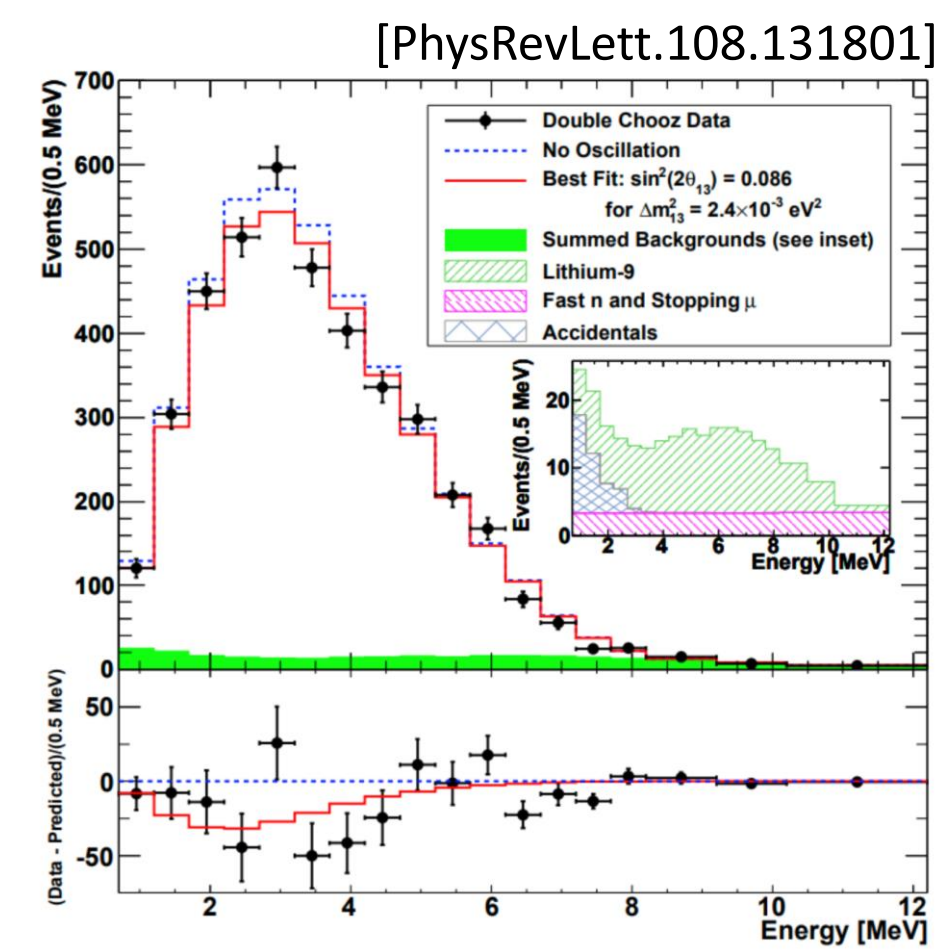 [PhysRevLett.108.131801]
Events/(0.5 MeV)
700
600
500
400
300
200
100
0
Double Chooz Data
No Oscillation
Best Fit: sin²(2θ₁₃) = 0.086
for Δm²₁₃ = 2.4×10⁻³ eV²
Summed Backgrounds (see inset)
Lithium-9
Fast n and Stopping μ
Accidentals
Events/(0.5 MeV)
20
10
0
2 4 6 8 10 12
Energy [MeV]
(Data - Predicted)/(0.5 MeV)
50
0
-50
2 4 6 8 10 12
Energy [MeV]